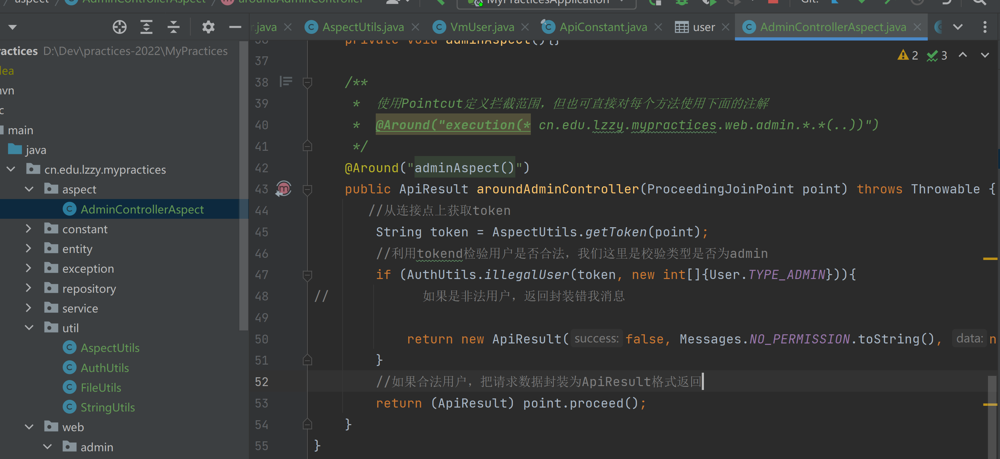 aspect / AdminControllerAspect / aroundAdminController
MyPracticesApplication
Git:
r.java
AspectUtils.java
VmUser.java
ApiConstant.java
user
AdminControllerAspect.java
ractices D:\Dev\practices-2022\MyPractices
main
java
cn.edu.lzzy.mypractices
aspect
AdminControllerAspect
constant
entity
exception
repository
service
util
AspectUtils
AuthUtils
FileUtils
StringUtils
web
admin
2 3
private void adminAspect(){}
37
38 /**
39 * 使用Pointcut定义拦截范围，但也可直接对每个方法使用下面的注解
40 * @Around("execution(* cn.edu.lzzy.mypractices.web.admin.*.*(..))")
41 */
42 @Around("adminAspect()")
43 public ApiResult aroundAdminController(ProceedingJoinPoint point) throws Throwable {
44 //从连接点上获取token
45 String token = AspectUtils.getToken(point);
46 //利用tokend检验用户是否合法，我们这里是校验类型是否为admin
47 if (AuthUtils.illegalUser(token, new int[]{User.TYPE_ADMIN})){
48 // 如果是非法用户，返回封装错我消息
49
50 return new ApiResult( success: false, Messages.NO_PERMISSION.toString(), data: n
51 }
52 //如果合法用户，把请求数据封装为ApiResult格式返回
53 return (ApiResult) point.proceed();
54 }
55 }